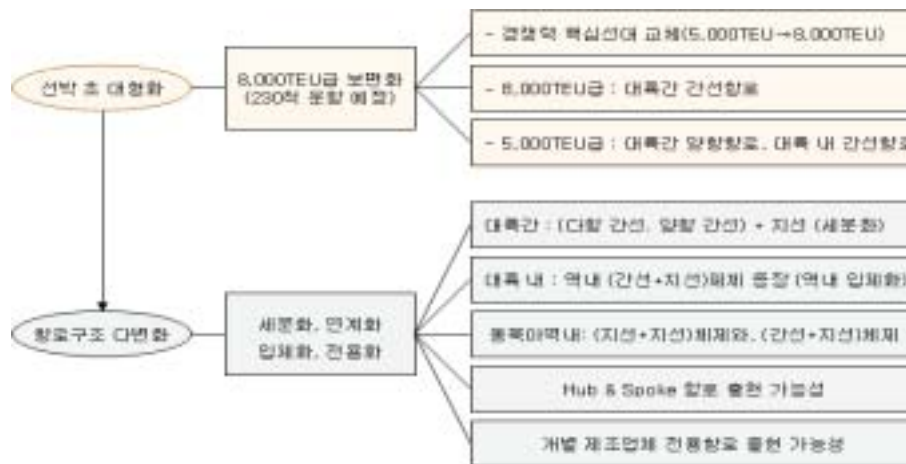 선박 초 대형화
8,000TEU급 보편화
(230척 운항 예정)
- 경쟁력 핵심선대 교체(5,000TEU→8,000TEU)
- 8,000TEU급 : 대륙간 간선항로
- 5,000TEU급 : 대륙간 양항항로, 대륙 내 간선항로
항로구조 다변화
세분화, 연계화
입체화, 전용화
대륙간 : (다항 간선, 양항 간선) + 지선 (세분화)
대륙 내 : 역내 (간선+지선)체제 등장 (역내 입체화)
동북아역내: (지선+지선)체제와, (간선+지선)체제
Hub & Spoke 항로 출현 가능성
개별 제조업체 전용항로 출현 가능성